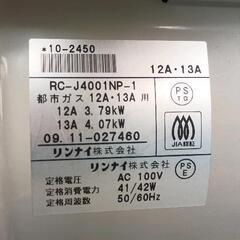 *10-2450
12A・13A
RC-J4001NP-1
都市ガス 12A・13A 用
12A 3.79kW
13A 4.07kW
09.11-027460
リンナイ株式会社
PS
TG
JIA認証
リンナイ株式会社
定格電圧 AC 100V
定格消費電力 41/42W
定格周波数 50/60Hz
PS
E